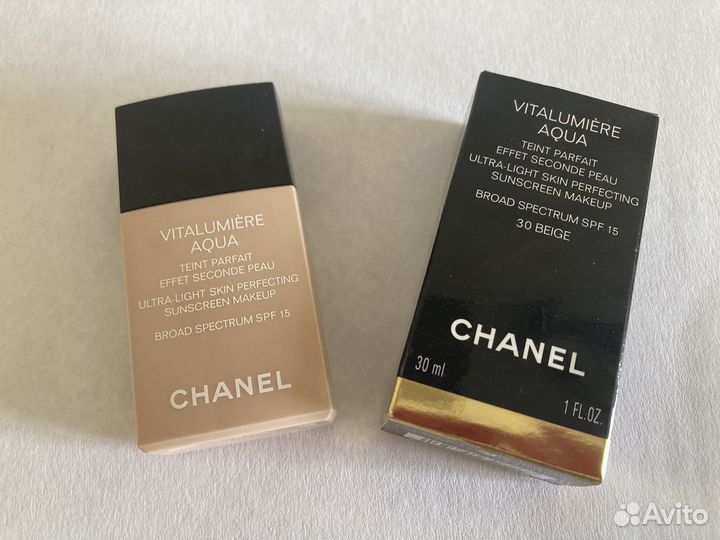 VITALUMIÈRE
AQUA
TEINT PARFAIT
EFFET SECONDE PEAU
ULTRA-LIGHT SKIN PERFECTING
SUNSCREEN MAKEUP
BROAD SPECTRUM SPF 15
CHANEL
VITALUMIÈRE
AQUA
TEINT PARFAIT
EFFET SECONDE PEAU
ULTRA-LIGHT SKIN PERFECTING
SUNSCREEN MAKEUP
BROAD SPECTRUM SPF 15
30 BEIGE
CHANEL
30 ml
1 FL.OZ.
Avito